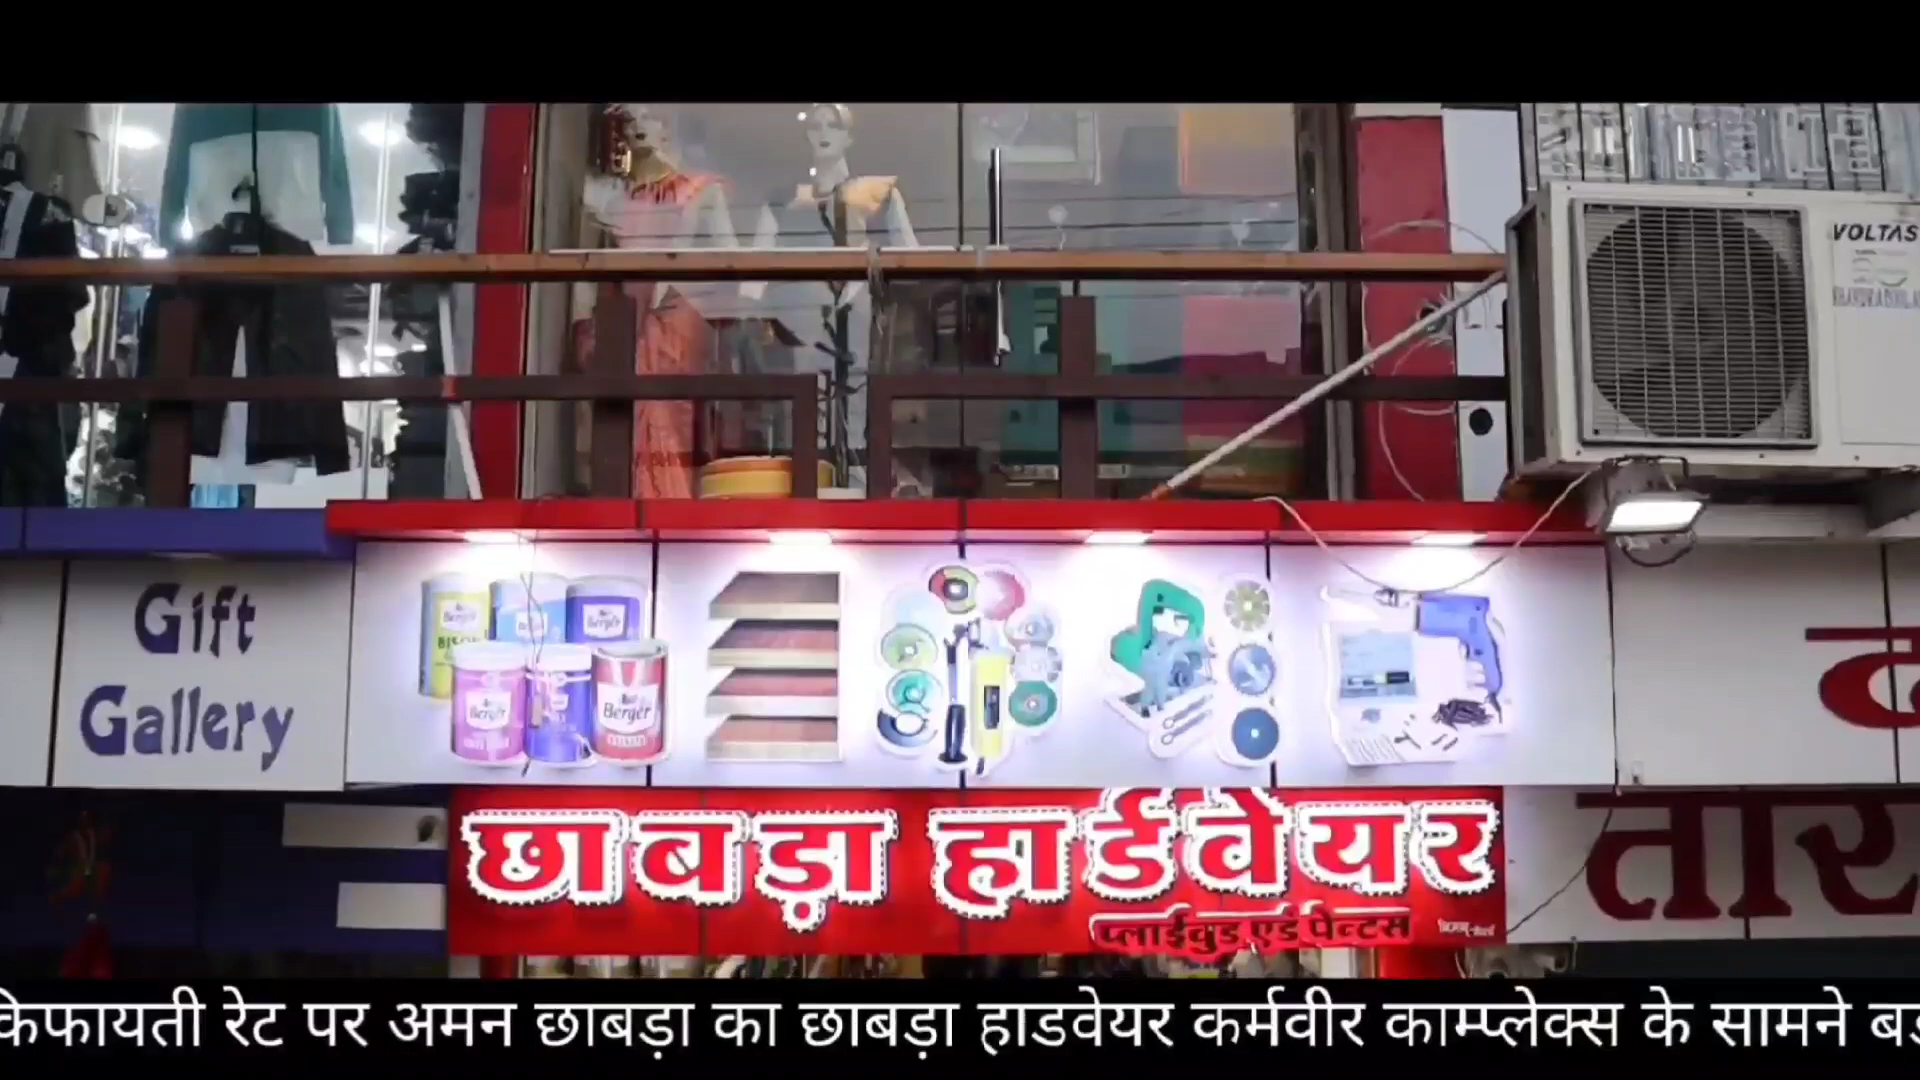 VOLTAS
Gift
Gallery
Berger
Berger
Berger
Berger
छाबड़ा हार्डवेयर
प्लाईवुड एण्ड पेन्टस
तार
किफायती रेट पर अमन छाबड़ा का छाबड़ा हाडवेयर कर्मवीर काम्प्लेक्स के सामने